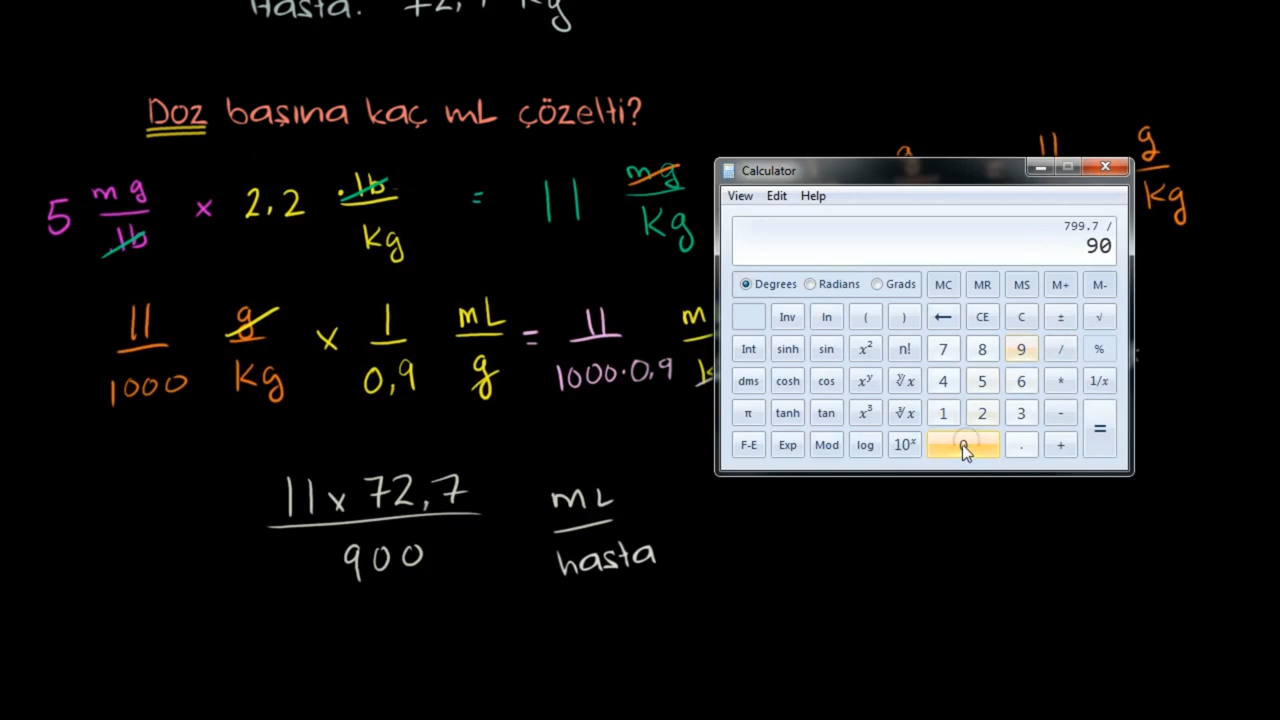 Hasta: 72,7 kg
Doz başına kaç mL çözelti?
5 mg/lb × 2,2 lb/kg = 11 mg/kg
11 g/kg
11/1000 g/kg × 1/0,9 mL/g = 11/1000·0,9 m
11 x 72,7/900 mL/hasta
Calculator
View Edit Help
799.7 /
90
Degrees Radians Grads MC MR MS M+ M-
Inv ln ( ) ← CE C ± √
Int sinh sin x² n! 7 8 9 / %
dms cosh cos xʸ ʸ√x 4 5 6 * 1/x
π tanh tan x³ ³√x 1 2 3 - =
F-E Exp Mod log 10ˣ 0 . +